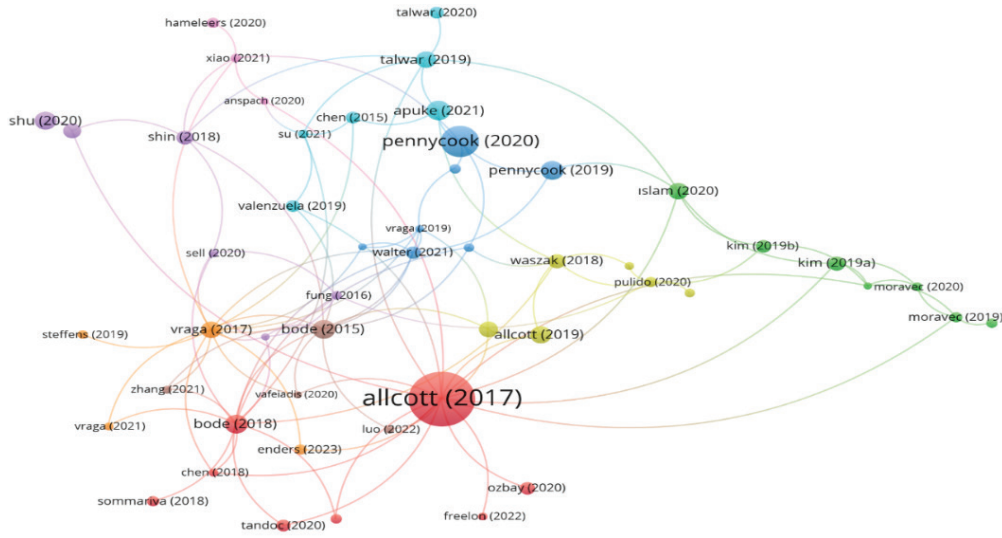 talwar (2020)
hameleers (2020)
xiao (2021)
talwar (2019)
anspach (2020)
apuke (2021)
chen (2015)
shu (2020)
su (2021)
shin (2018)
pennycook (2020)
pennycook (2019)
ıslam (2020)
valenzuela (2019)
vraga (2019)
kim (2019b)
sell (2020)
walter (2021)
waszak (2018)
kim (2019a)
pulido (2020)
moravec (2020)
fung (2016)
moravec (2019)
steffens (2019)
vraga (2017)
bode (2015)
allcott (2019)
zhang (2021)
vafeiadis (2020)
allcott (2017)
vraga (2021)
bode (2018)
luo (2022)
enders (2023)
chen (2018)
ozbay (2020)
sommariva (2018)
freelon (2022)
tandoc (2020)